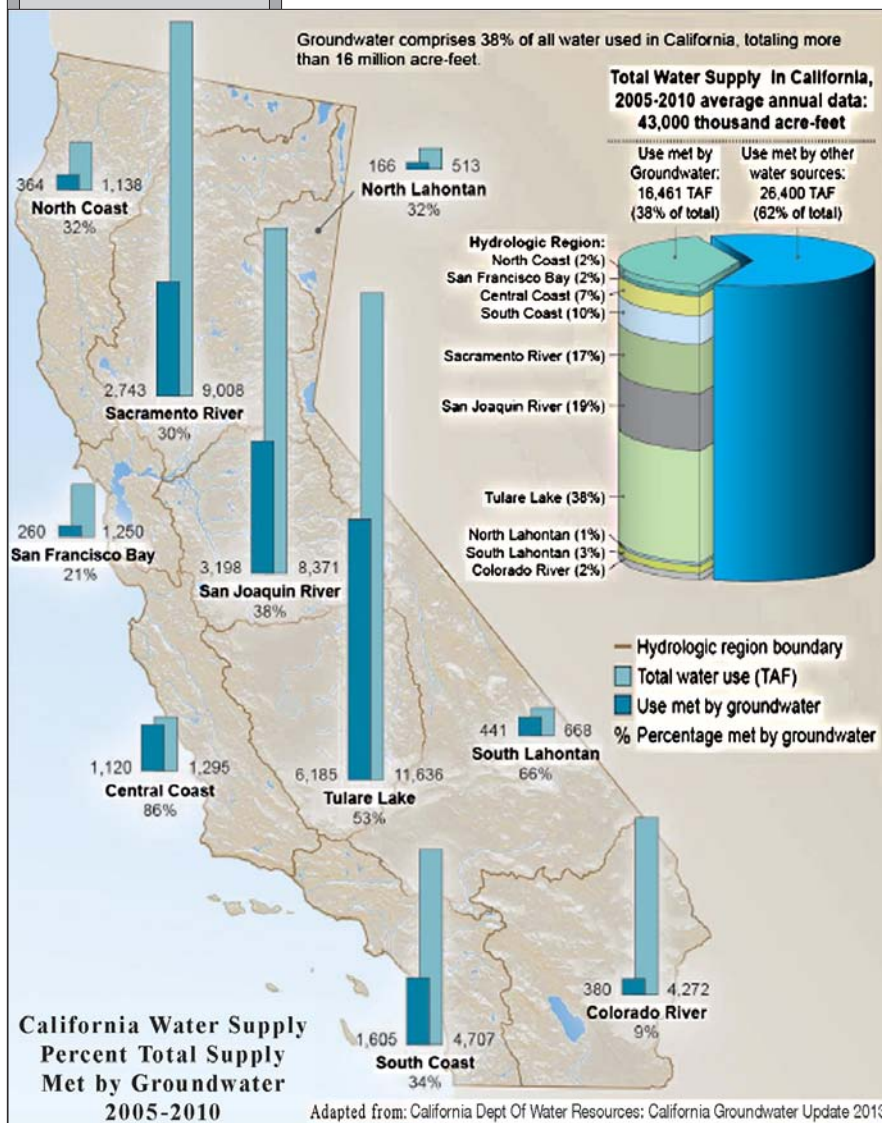 Groundwater comprises 38% of all water used in California, totaling more
than 16 million acre-feet.
Total Water Supply in California,
2005-2010 average annual data:
43,000 thousand acre-feet
Use met by
Groundwater:
16,461 TAF
(38% of total)
Use met by other
water sources:
26,400 TAF
(62% of total)
Hydrologic Region:
North Coast (2%)
San Francisco Bay (2%)
Central Coast (7%)
South Coast (10%)
Sacramento River (17%)
San Joaquin River (19%)
Tulare Lake (38%)
North Lahontan (1%)
South Lahontan (3%)
Colorado River (2%)
364 1,138
North Coast
32%
166 513
North Lahontan
32%
2,743 9,008
Sacramento River
30%
260 1,250
San Francisco Bay
21%
3,198 8,371
San Joaquin River
38%
1,120 1,295
Central Coast
86%
6,185 11,636
Tulare Lake
53%
441 668
South Lahontan
66%
1,605 4,707
South Coast
34%
380 4,272
Colorado River
9%
Hydrologic region boundary
Total water use (TAF)
Use met by groundwater
% Percentage met by groundwater
California Water Supply
Percent Total Supply
Met by Groundwater
2005-2010
Adapted from: California Dept Of Water Resources: California Groundwater Update 2013